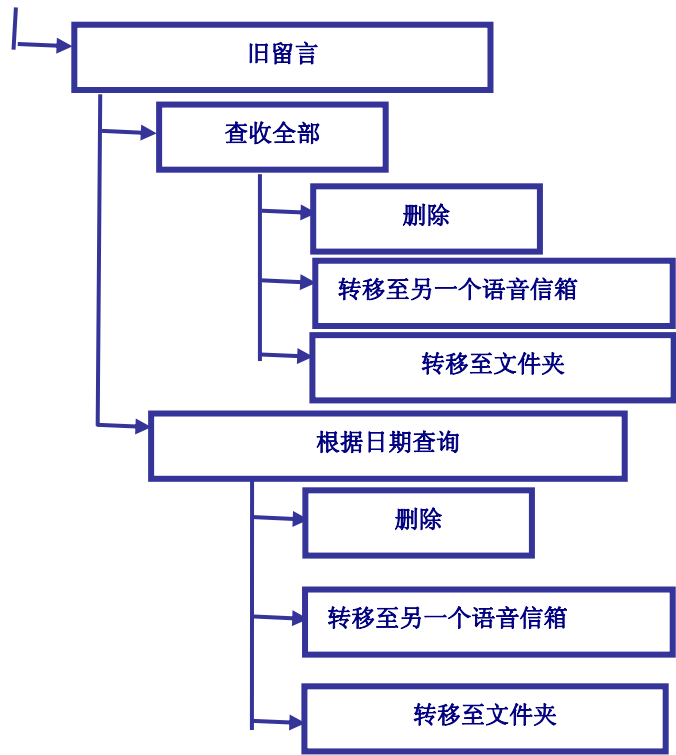 旧留言
查收全部
删除
转移至另一个语音信箱
转移至文件夹
根据日期查询
删除
转移至另一个语音信箱
转移至文件夹